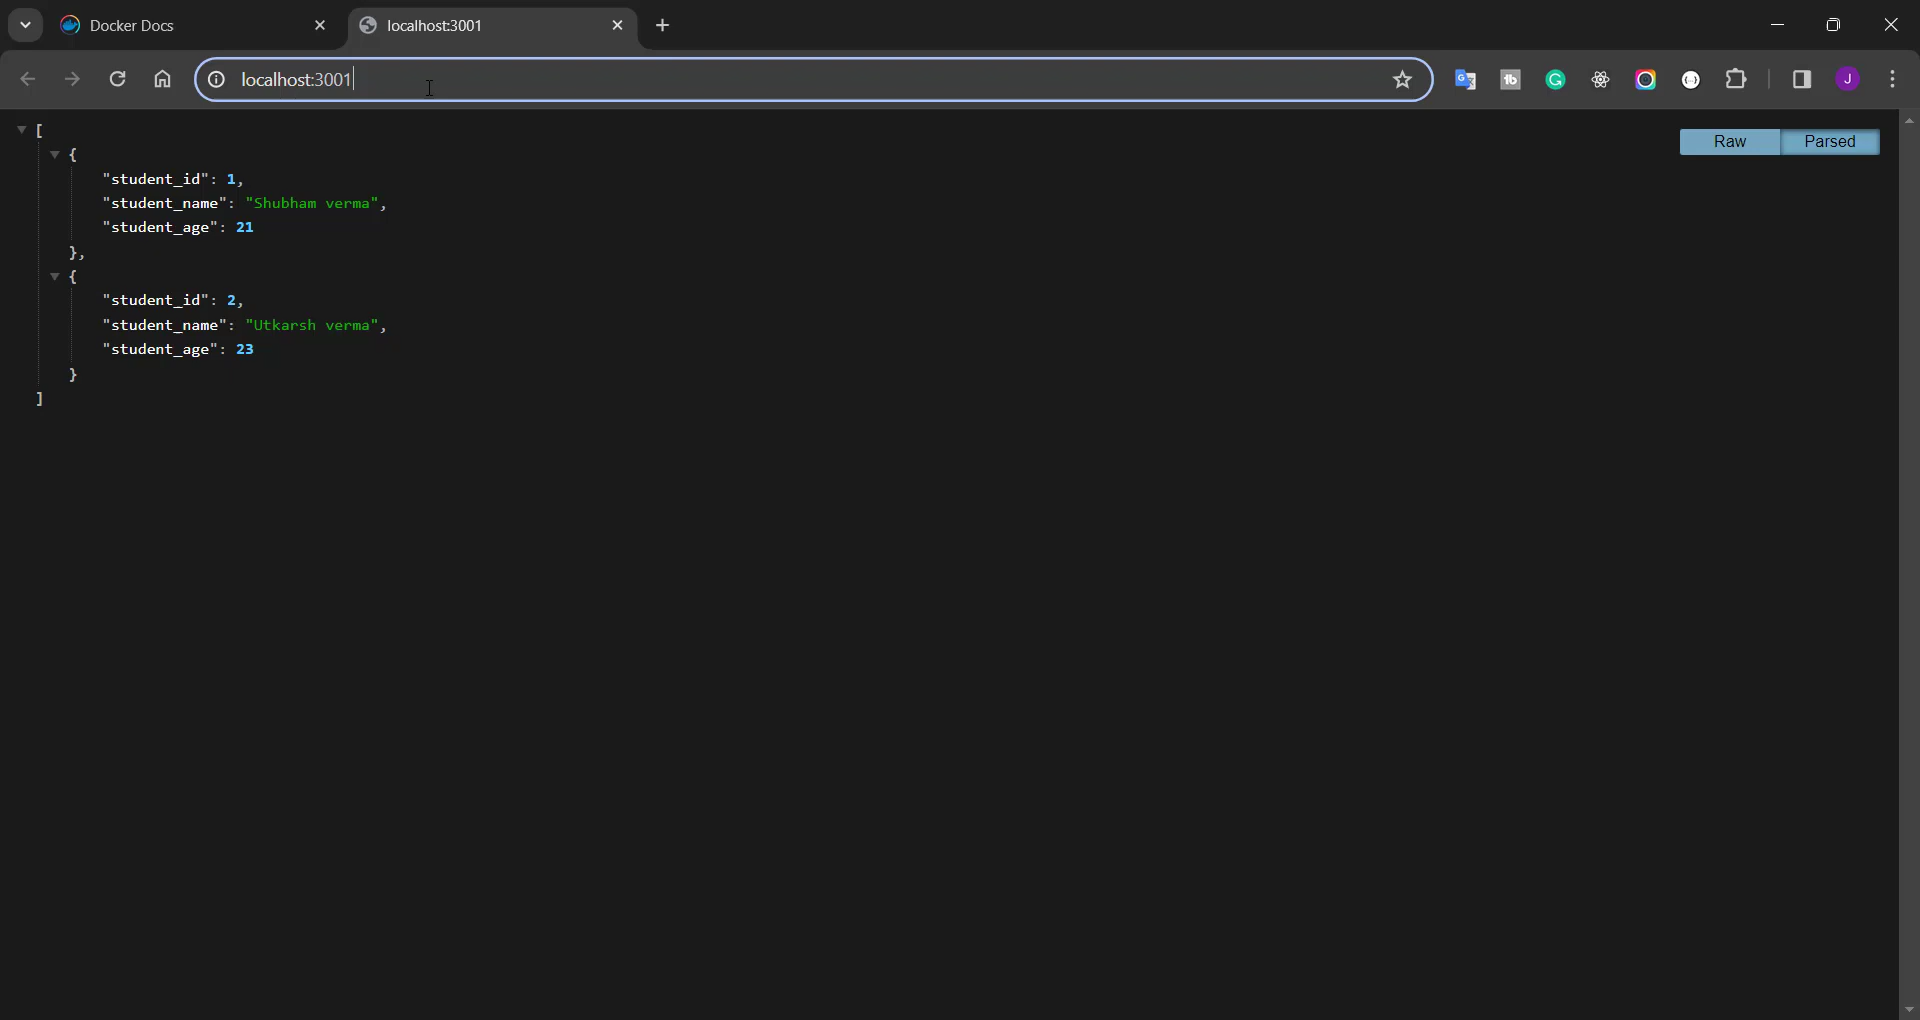 Docker Docs
localhost:3001
localhost:3001
Raw
Parsed
[
{
"student_id": 1,
"student_name": "Shubham verma",
"student_age": 21
},
{
"student_id": 2,
"student_name": "Utkarsh verma",
"student_age": 23
}
]
J